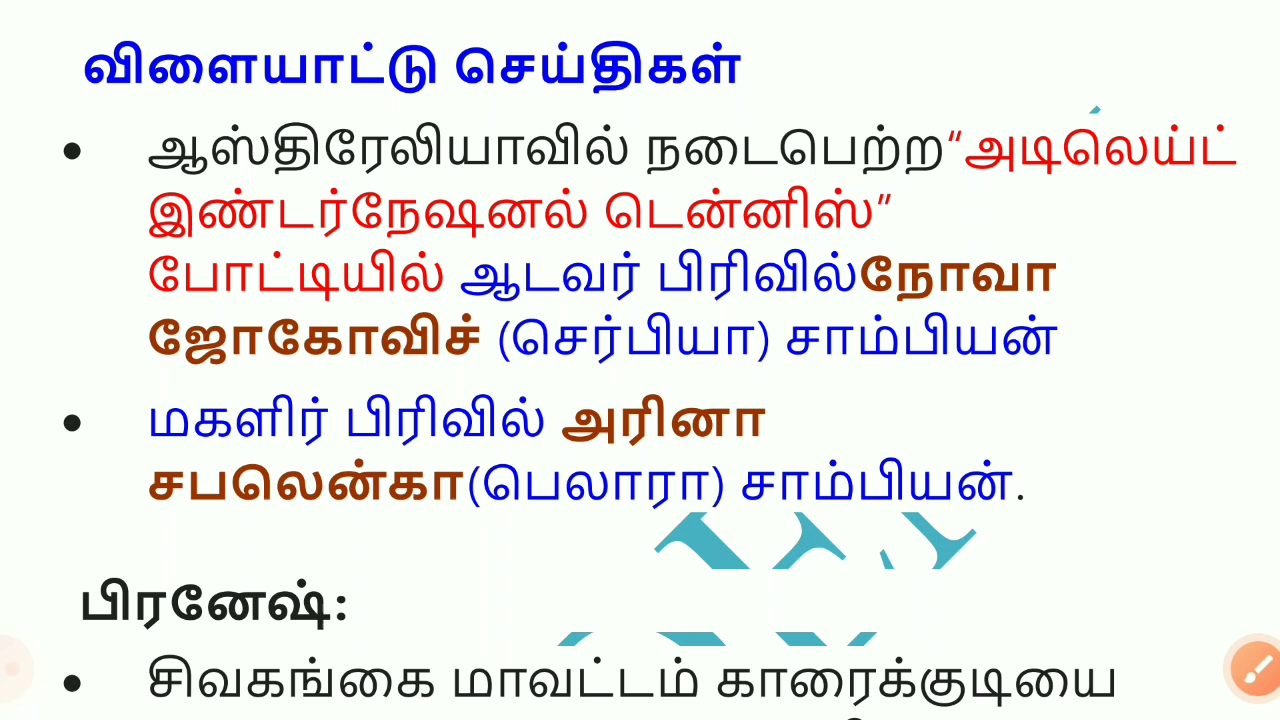 விளையாட்டு செய்திகள்
• ஆஸ்திரேலியாவில் நடைபெற்ற“அடிலெய்ட்
இண்டர்நேஷனல் டென்னிஸ்”
போட்டியில் ஆடவர் பிரிவில்நோவா
ஜோகோவிச் (செர்பியா) சாம்பியன்
• மகளிர் பிரிவில் அரினா
சபலென்கா(பெலாரா) சாம்பியன்.
பிரனேஷ்:
• சிவகங்கை மாவட்டம் காரைக்குடியை